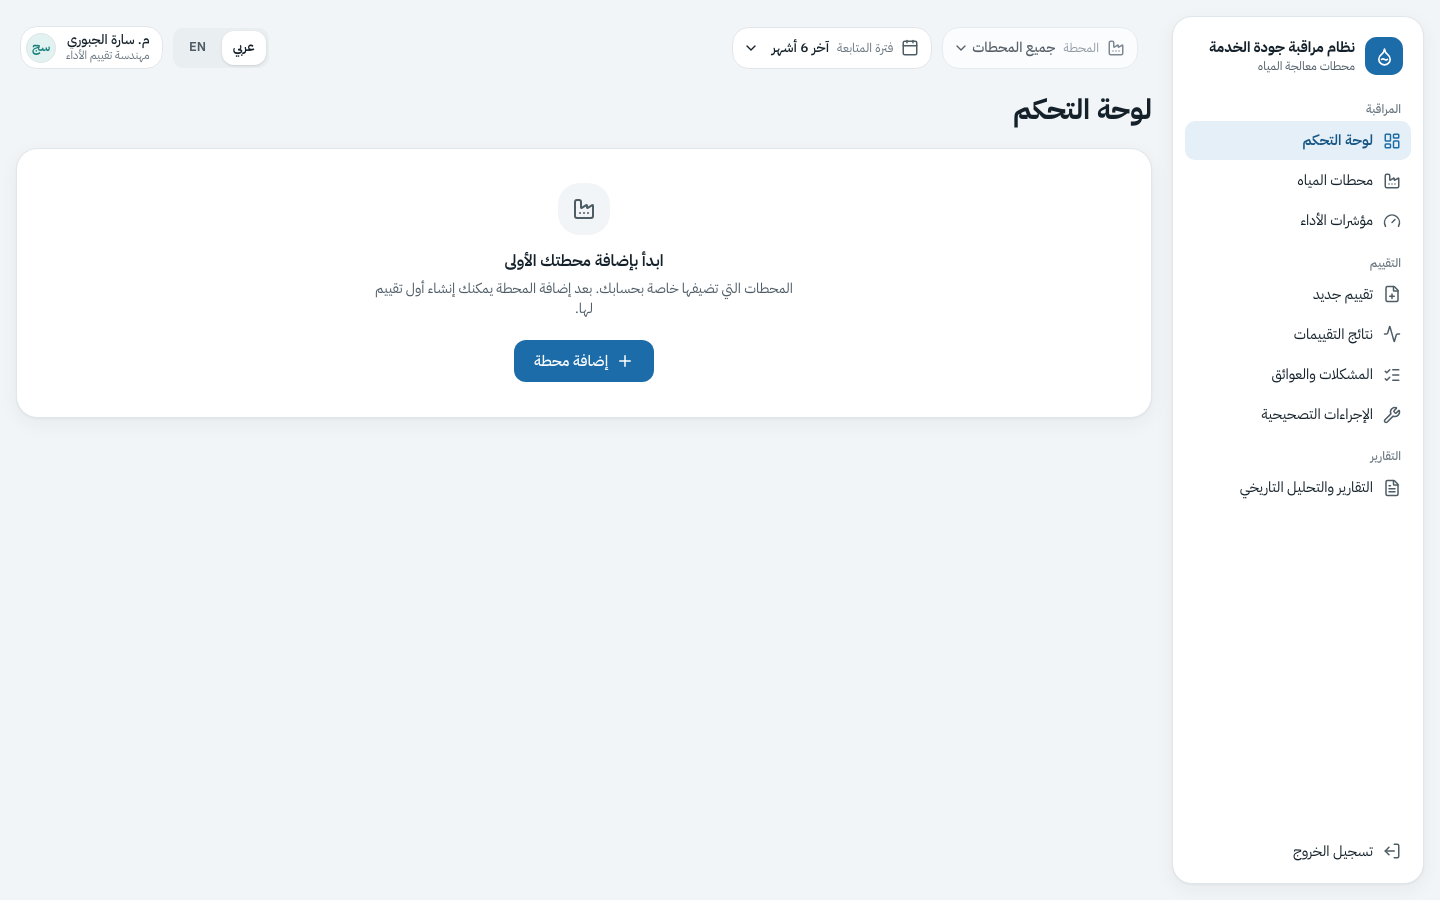 نظام مراقبة جودة الخدمة
محطات معالجة المياه
المراقبة
لوحة التحكم
محطات المياه
مؤشرات الأداء
التقييم
تقييم جديد
نتائج التقييمات
المشكلات والعوائق
الإجراءات التصحيحية
التقارير
التقارير والتحليل التاريخي
تسجيل الخروج
المحطة جميع المحطات
فترة المتابعة آخر 6 أشهر
عربي
EN
م. سارة الجبوري
مهندسة تقييم الأداء
سج
لوحة التحكم
ابدأ بإضافة محطتك الأولى
المحطات التي تضيفها خاصة بحسابك. بعد إضافة المحطة يمكنك إنشاء أول تقييم
لها.
إضافة محطة